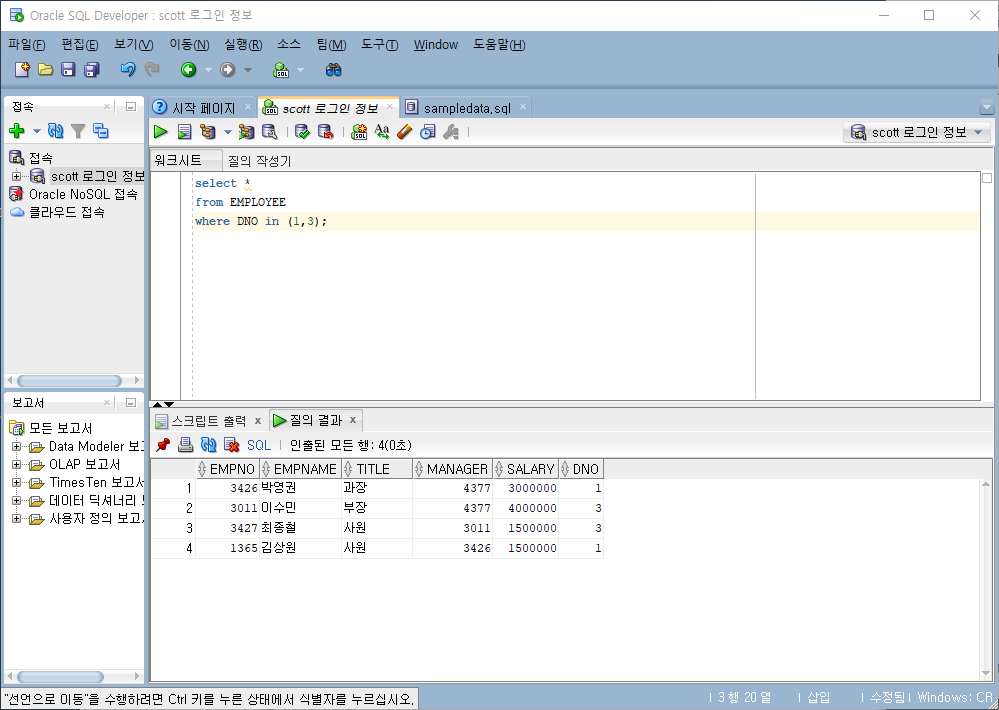 Oracle SQL Developer : scott 로그인 정보
파일(F) 편집(E) 보기(V) 이동(N) 실행(R) 소스 팀(M) 도구(T) Window 도움말(H)
접속
시작 페이지 scott 로그인 정보 sampledata.sql
scott 로그인 정보
접속
scott 로그인 정보
Oracle NoSQL 접속
클라우드 접속
워크시트 질의 작성기
select *
from EMPLOYEE
where DNO in (1,3);
보고서
모든 보고서
Data Modeler 보고
OLAP 보고서
TimesTen 보고
데이터 딕셔너리
사용자 정의 보고서
스크립트 출력 x 질의 결과 x
SQL | 인출된 모든 행: 4(0초)
EMPNO EMPNAME TITLE MANAGER SALARY DNO
1 3426 박영권 과장 4377 3000000 1
2 3011 이수민 부장 4377 4000000 3
3 3427 최종철 사원 3011 1500000 3
4 1365 김상원 사원 3426 1500000 1
"선언으로 이동"을 수행하려면 Ctrl 키를 누른 상태에서 식별자를 누르십시오.
| 3 행 20 열 | 삽입 | 수정됨 | Windows: CR